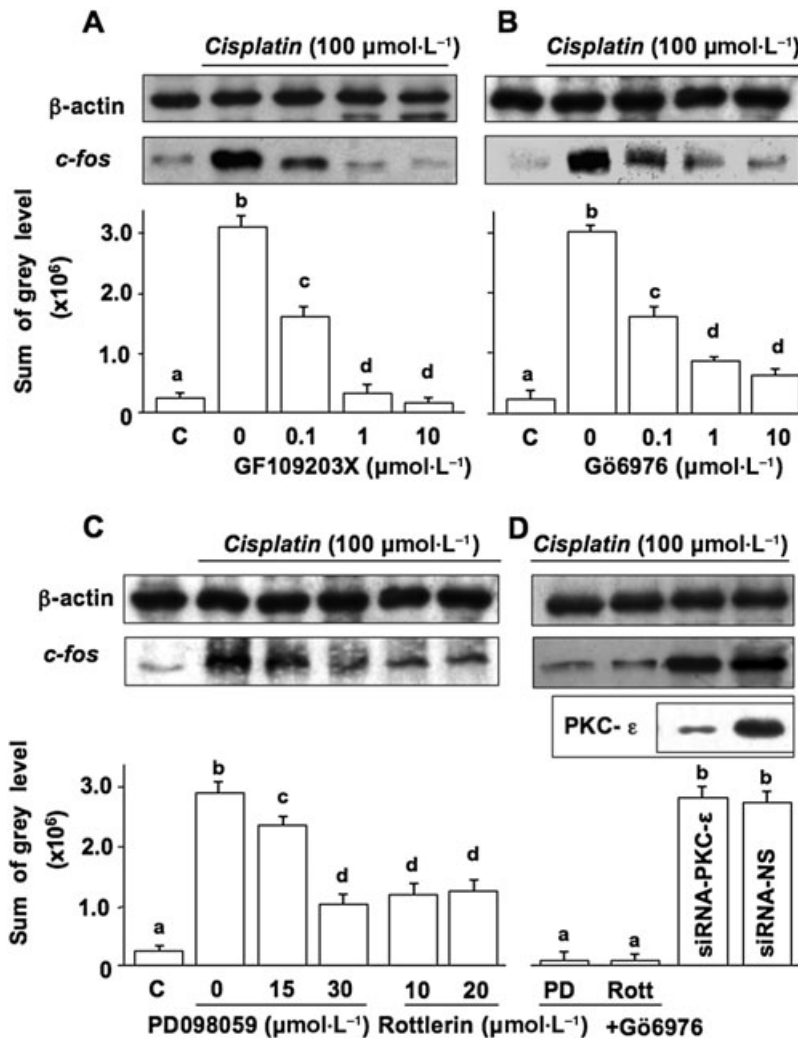 A
B
Cisplatin (100 µmol·L⁻¹)
Cisplatin (100 µmol·L⁻¹)
β-actin
c-fos
Sum of grey level
(x10⁶)
3.0
2.0
1.0
0
a
b
c
d
d
a
b
c
d
d
C 0 0.1 1 10
GF109203X (µmol·L⁻¹)
C 0 0.1 1 10
Gö6976 (µmol·L⁻¹)
C
D
Cisplatin (100 µmol·L⁻¹)
Cisplatin (100 µmol·L⁻¹)
β-actin
c-fos
PKC- ε
Sum of grey level
(x10⁶)
3.0
2.0
1.0
0
a
b
c
d
d
d
a
a
b
b
siRNA-PKC-ε
siRNA-NS
C 0 15 30 10 20
PD098059 (µmol·L⁻¹) Rottlerin (µmol·L⁻¹)
PD Rott
+Gö6976